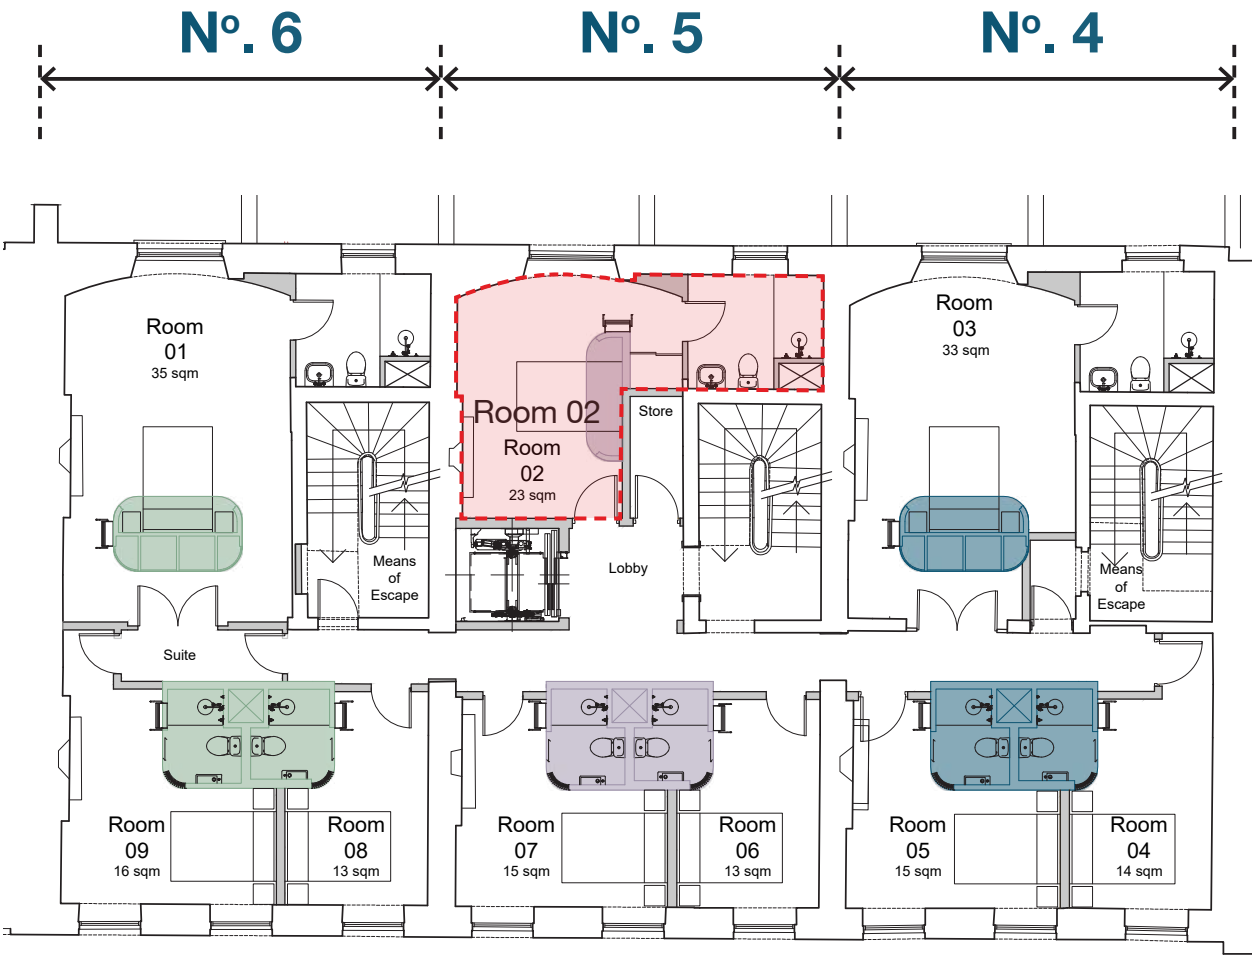 Nº. 6
Nº. 5
Nº. 4
Room
01
35 sqm
Room
03
33 sqm
Room 02
Store
Room
02
23 sqm
Means
of
Escape
Lobby
Means
of
Escape
Suite
Room
09
16 sqm
Room
08
13 sqm
Room
07
15 sqm
Room
06
13 sqm
Room
05
15 sqm
Room
04
14 sqm